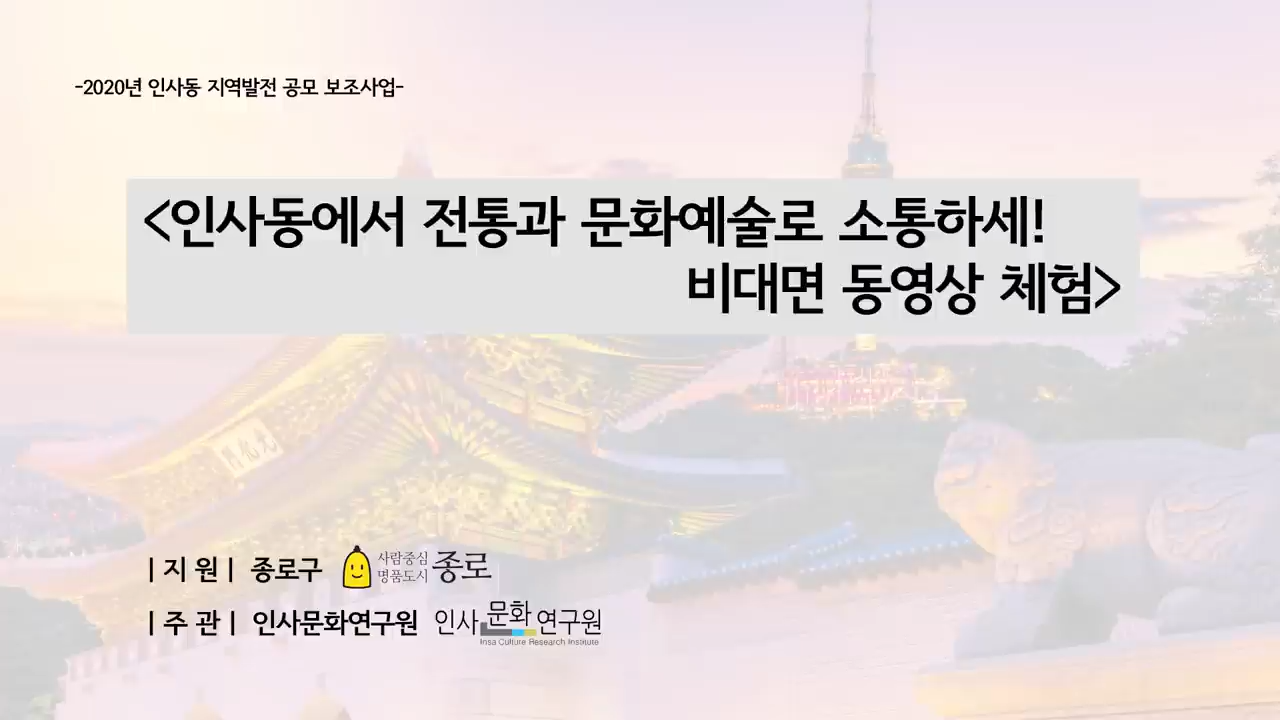 -2020년 인사동 지역발전 공모 보조사업-
<인사동에서 전통과 문화예술로 소통하세!
비대면 동영상 체험>
| 지 원 | 종로구 사람중심 명품도시 종로
| 주 관 | 인사문화연구원 인사문화연구원
Insa Culture Research Institute